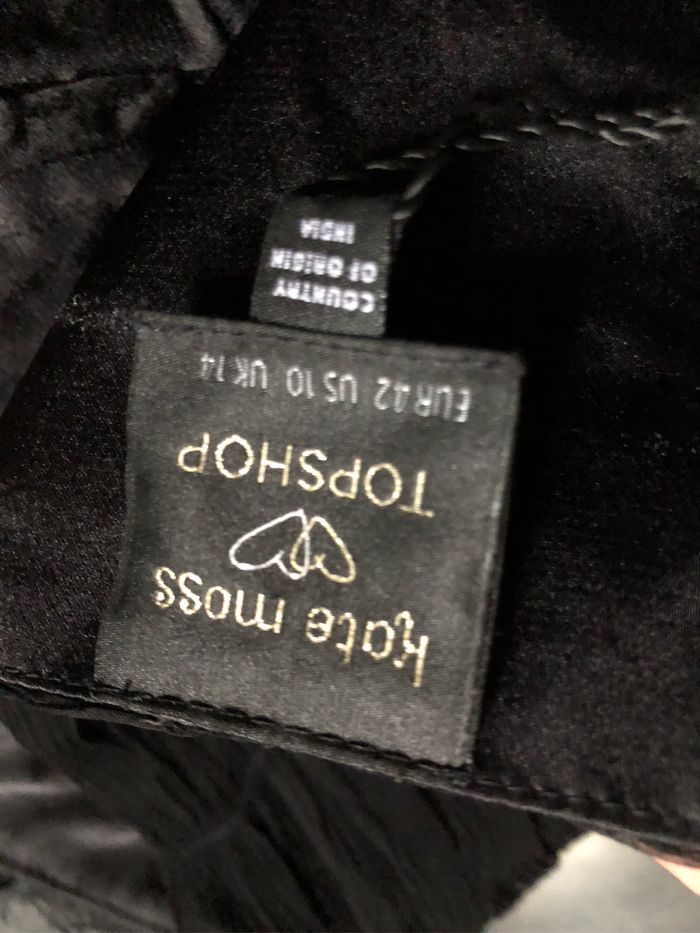 kate moss
TOPSHOP
EUR 42 US 10 UK 14
COUNTRY
OF ORIGIN
INDIA